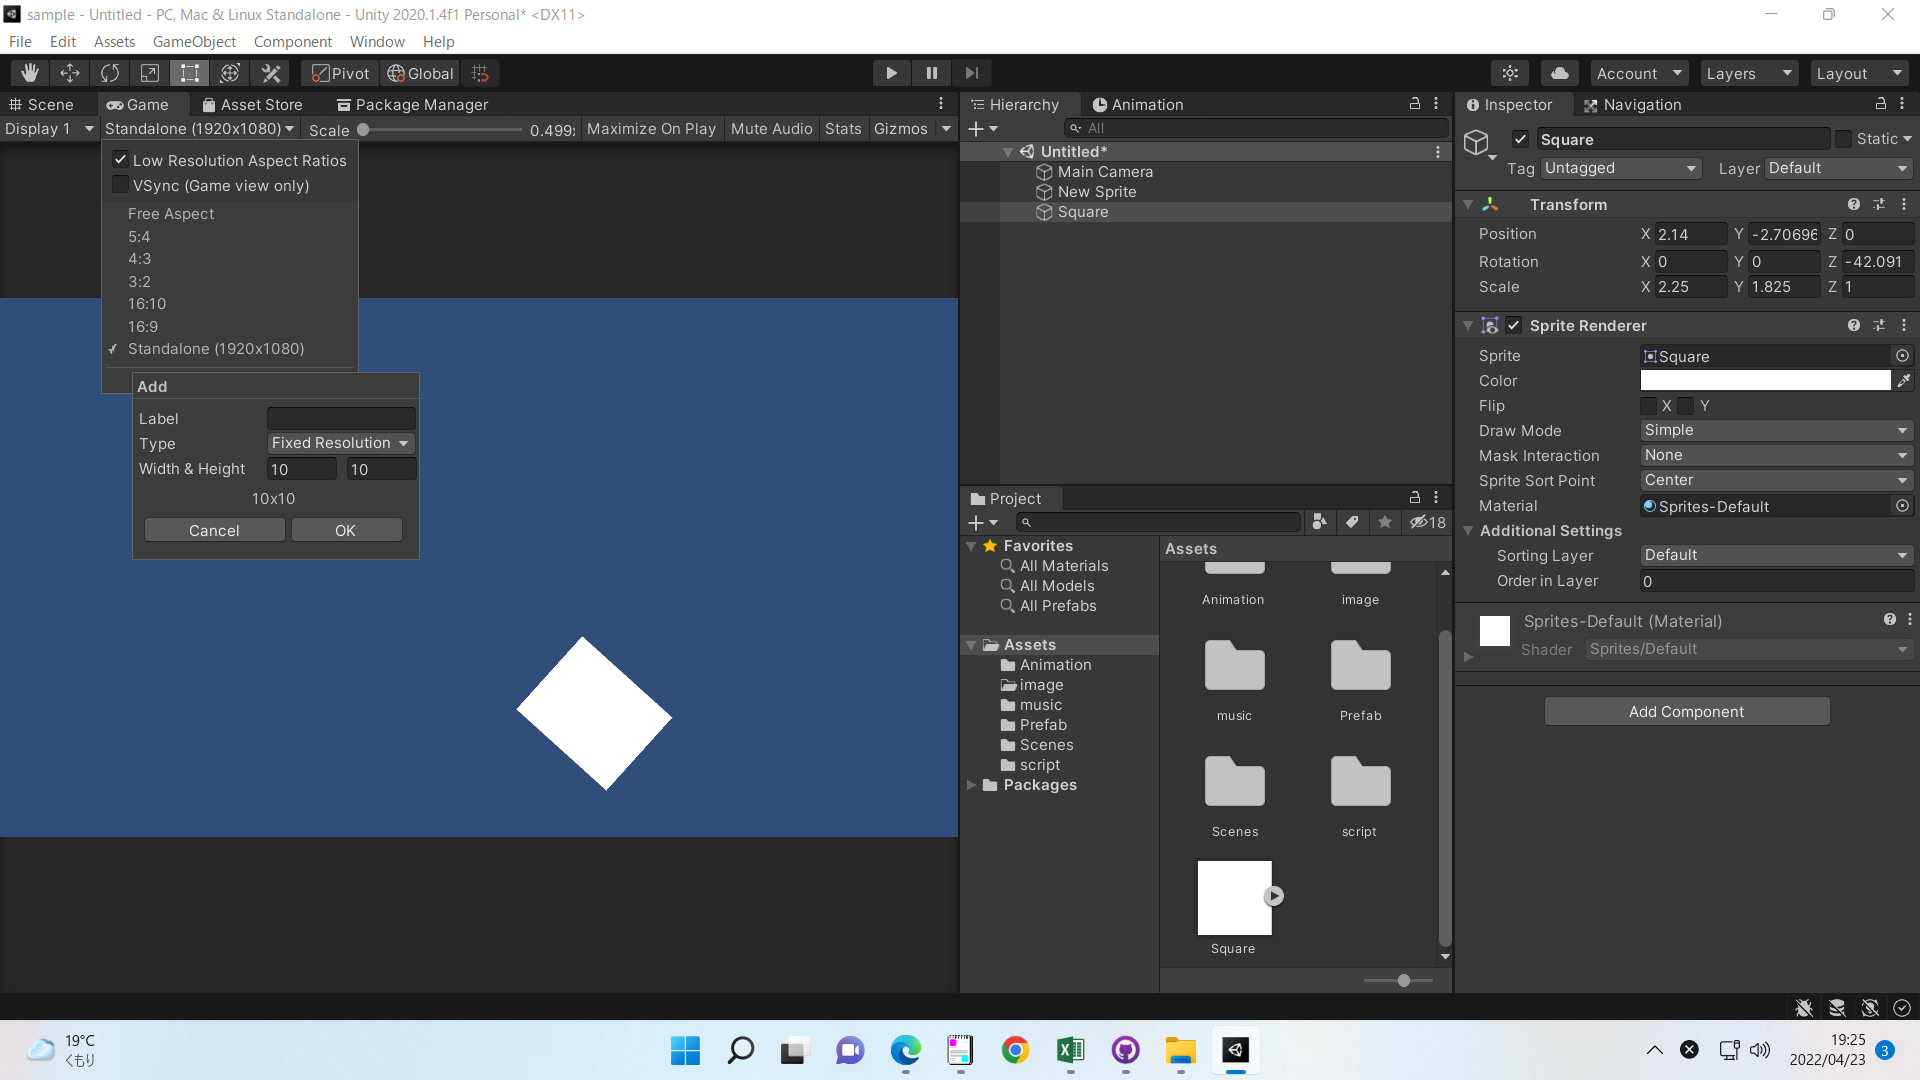 sample - Untitled - PC, Mac & Linux Standalone - Unity 2020.1.4f1 Personal* <DX11>
File Edit Assets GameObject Component Window Help
Pivot Global
Account Layers Layout
Scene Game Asset Store Package Manager
Display 1 Standalone (1920x1080) Scale 0.499x Maximize On Play Mute Audio Stats Gizmos
Low Resolution Aspect Ratios
VSync (Game view only)
Free Aspect
5:4
4:3
3:2
16:10
16:9
Standalone (1920x1080)
Add
Label
Type Fixed Resolution
Width & Height 10 10
10x10
Cancel OK
Hierarchy Animation
All
Untitled*
Main Camera
New Sprite
Square
Project
18
Favorites
All Materials
All Models
All Prefabs
Assets
Animation
image
music
Prefab
Scenes
script
Packages
Assets
Animation image
music Prefab
Scenes script
Square
Inspector Navigation
Square Static
Tag Untagged Layer Default
Transform
Position X 2.14 Y -2.70696 Z 0
Rotation X 0 Y 0 Z -42.091
Scale X 2.25 Y 1.825 Z 1
Sprite Renderer
Sprite Square
Color
Flip X Y
Draw Mode Simple
Mask Interaction None
Sprite Sort Point Center
Material Sprites-Default
Additional Settings
Sorting Layer Default
Order in Layer 0
Sprites-Default (Material)
Shader Sprites/Default
Add Component
19°C
くもり
19:25
2022/04/23
3